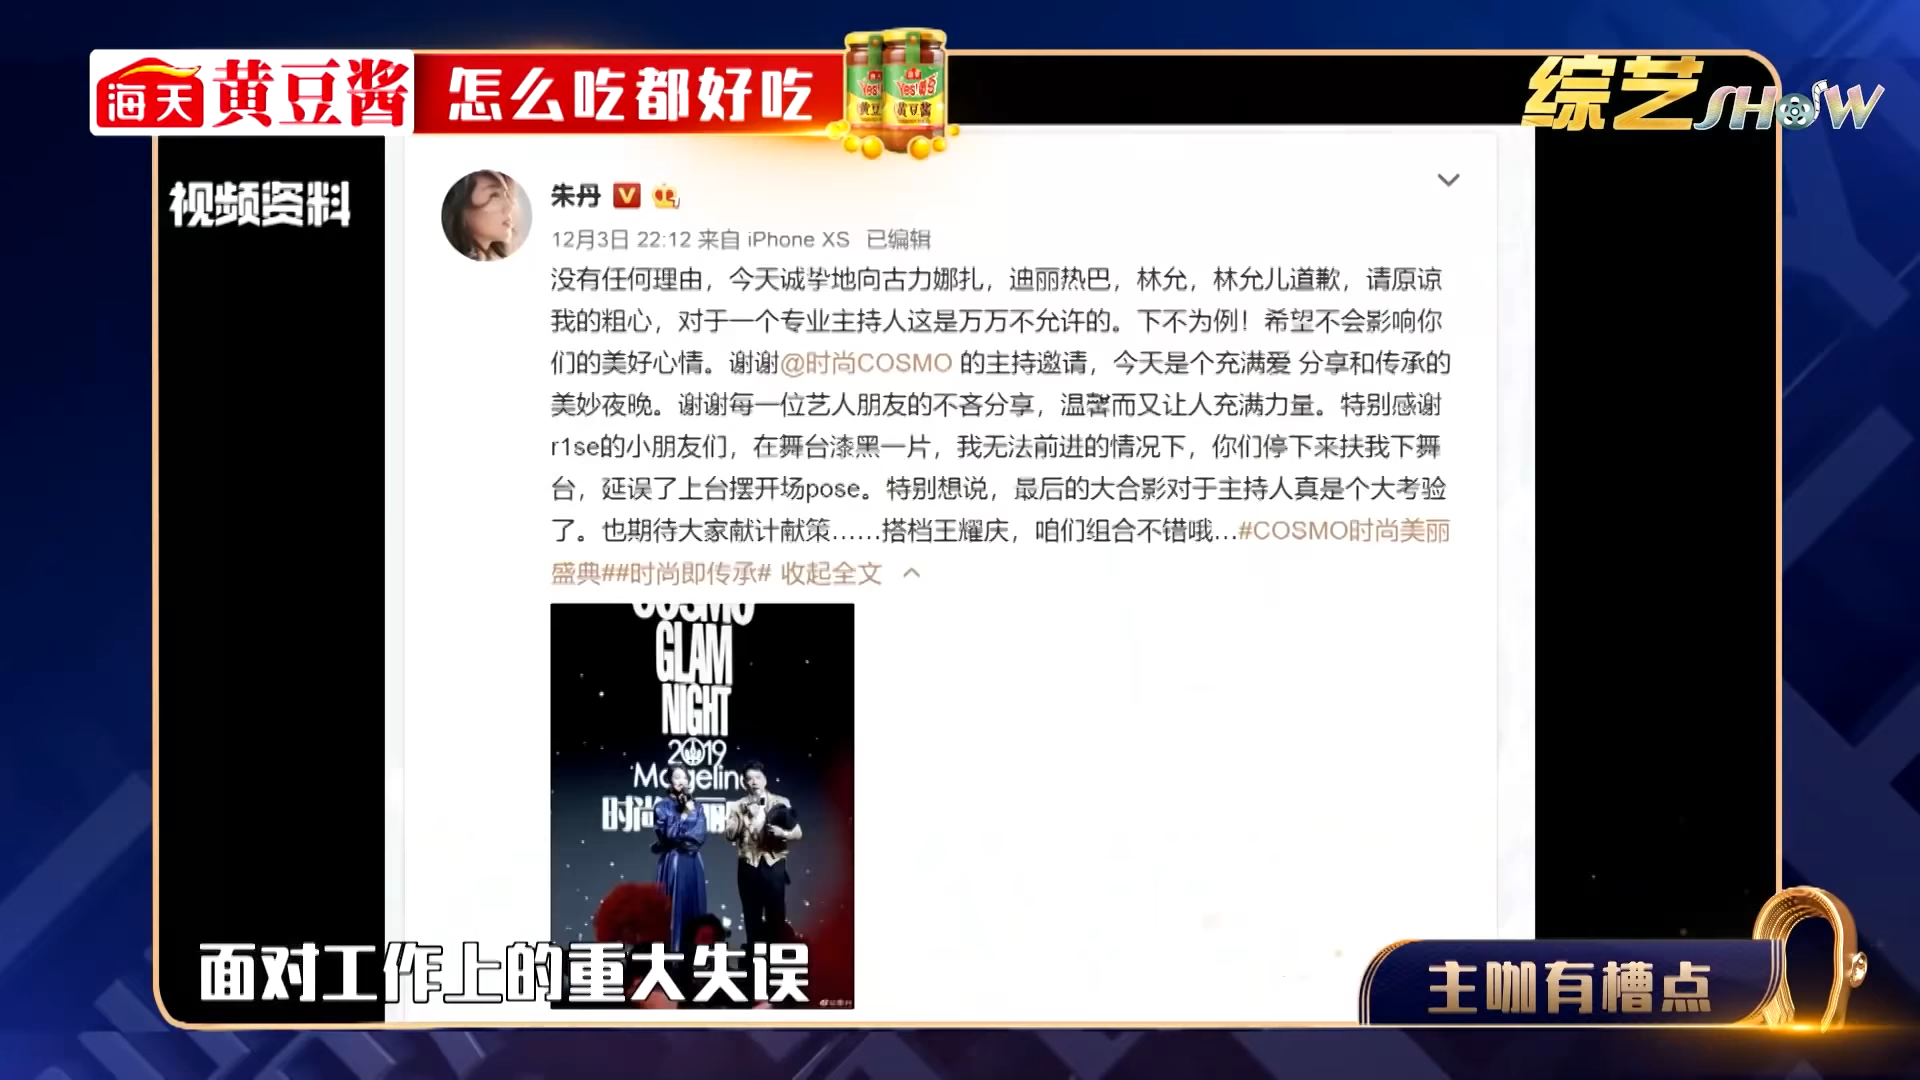 海天 黄豆酱 怎么吃都好吃
综艺SHOW
视频资料
朱丹
12月3日 22:12 来自 iPhone XS 已编辑
没有任何理由，今天诚挚地向古力娜扎，迪丽热巴，林允，林允儿道歉，请原谅
我的粗心，对于一个专业主持人这是万万不允许的。下不为例！希望不会影响你
们的美好心情。谢谢@时尚COSMO 的主持邀请，今天是个充满爱 分享和传承的
美妙夜晚。谢谢每一位艺人朋友的不吝分享，温馨而又让人充满力量。特别感谢
r1se的小朋友们，在舞台漆黑一片，我无法前进的情况下，你们停下来扶我下舞
台，延误了上台摆开场pose。特别想说，最后的大合影对于主持人真是个大考验
了。也期待大家献计献策……搭档王耀庆，咱们组合不错哦...#COSMO时尚美丽
盛典##时尚即传承# 收起全文
COSMO
GLAM
NIGHT
2019
时尚
面对工作上的重大失误
主咖有槽点